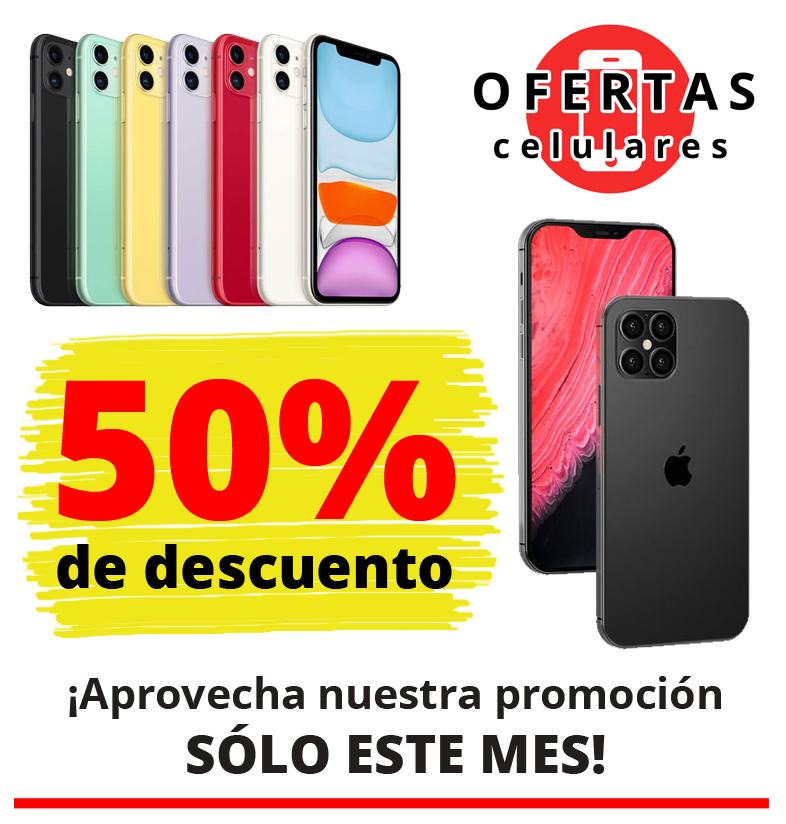 OFERTAS
celulares
50%
de descuento
¡Aprovecha nuestra promoción
SÓLO ESTE MES!